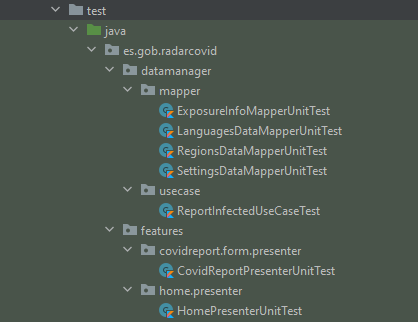 test
java
es.gob.radarcovid
datamanager
mapper
ExposureInfoMapperUnitTest
LanguagesDataMapperUnitTest
RegionsDataMapperUnitTest
SettingsDataMapperUnitTest
usecase
ReportInfectedUseCaseTest
features
covidreport.form.presenter
CovidReportPresenterUnitTest
home.presenter
HomePresenterUnitTest